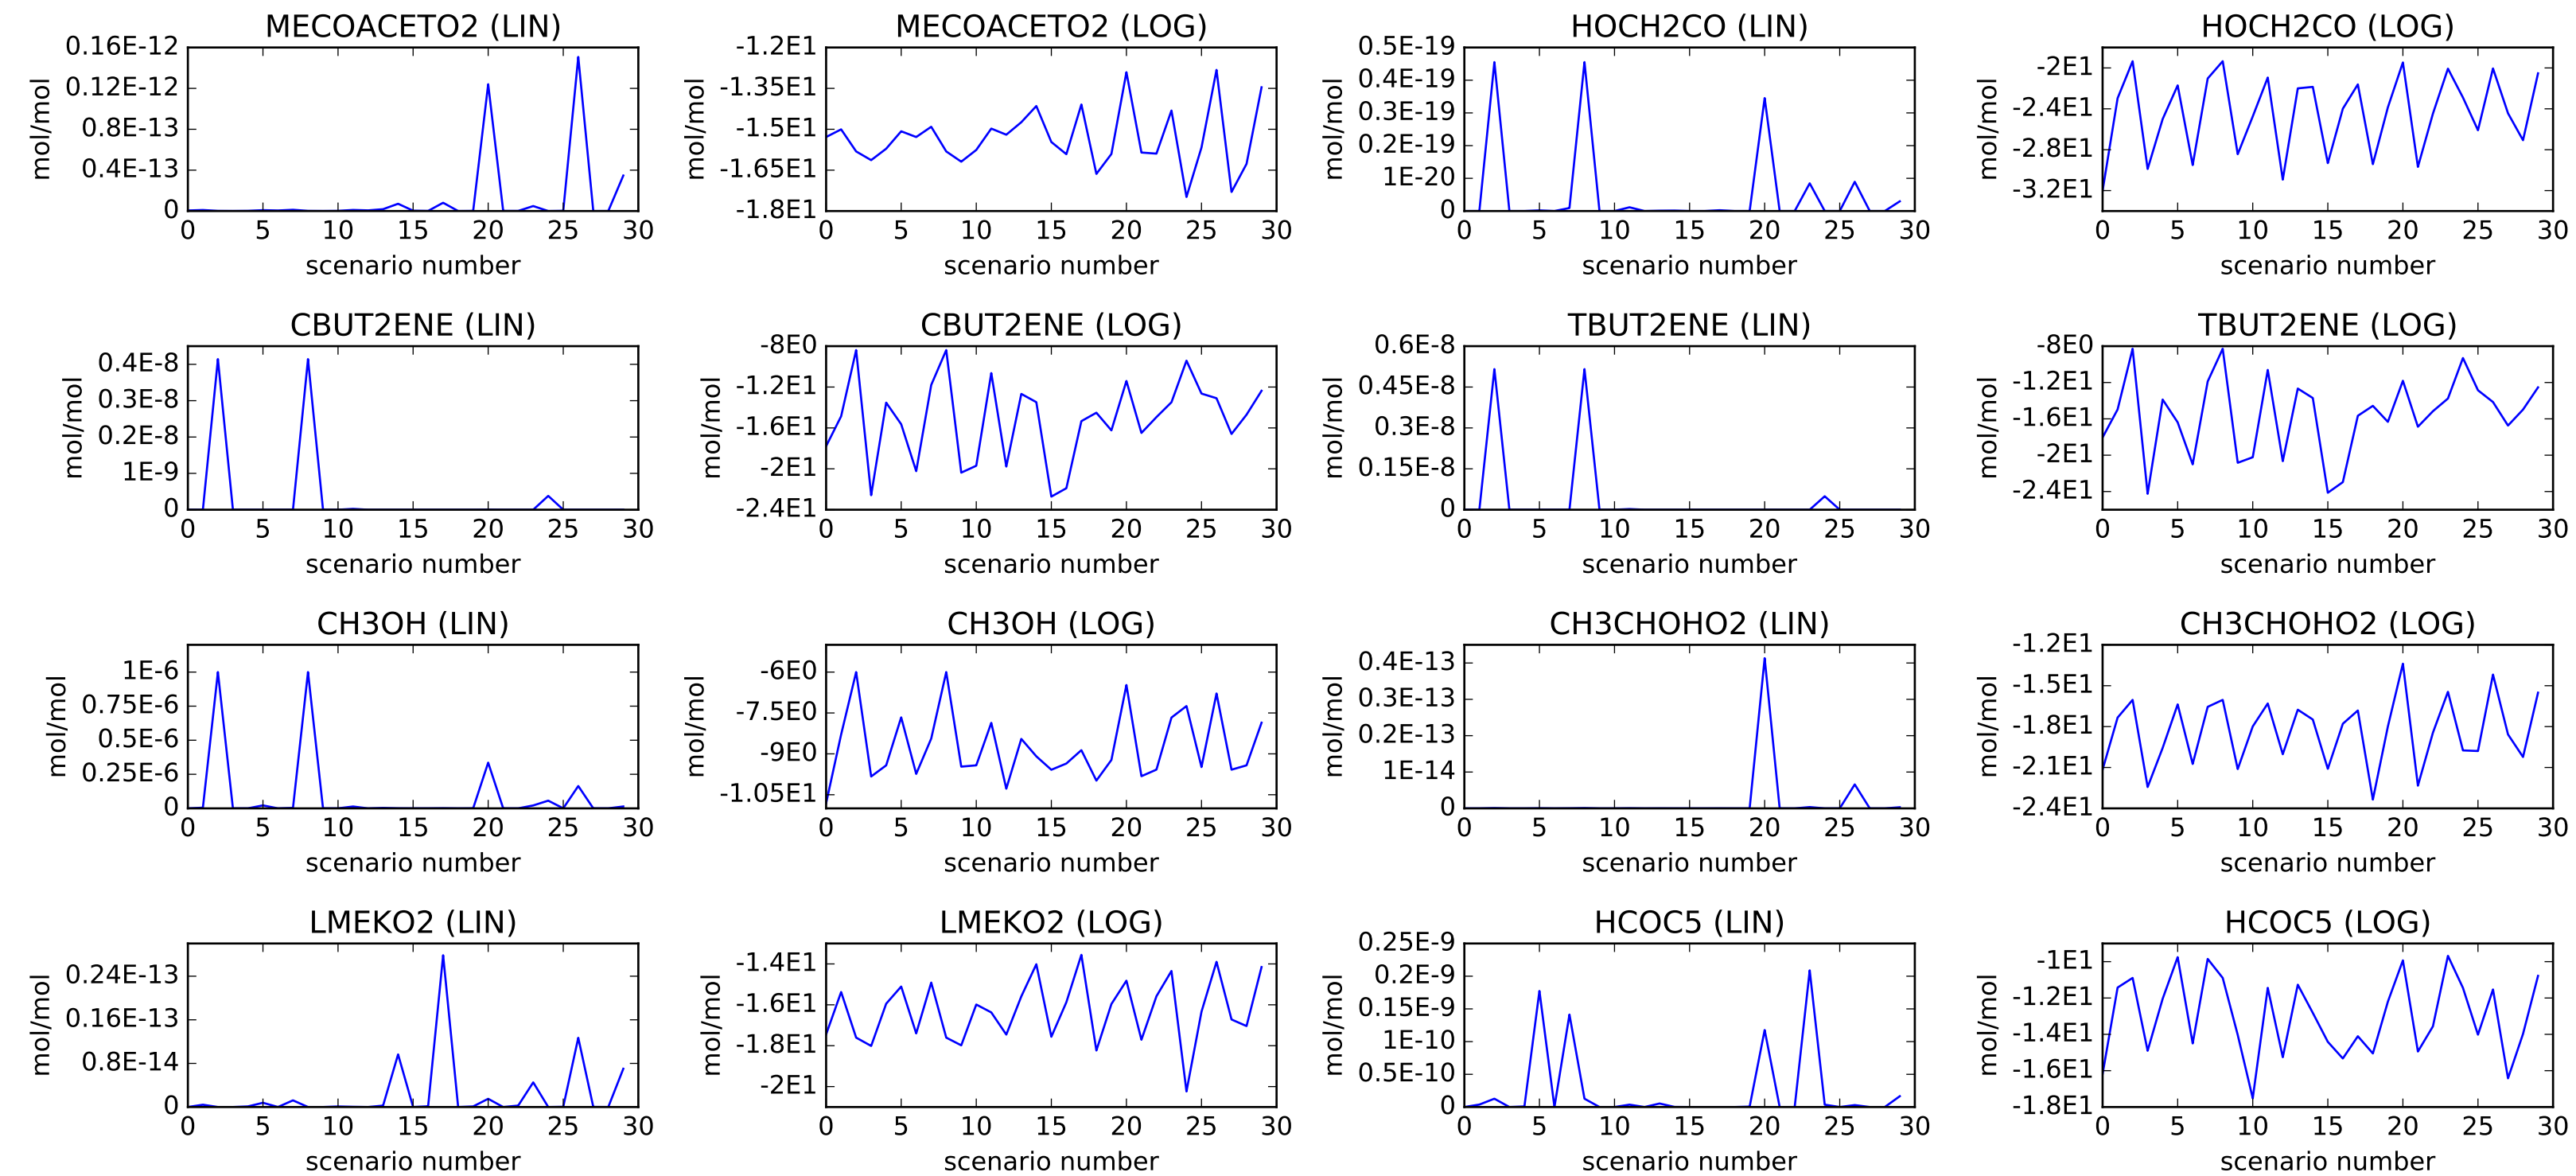 MECOACETO2 (LIN)
0.16E-12
0.12E-12
0.8E-13
0.4E-13
0
mol/mol
0 5 10 15 20 25 30
scenario number
MECOACETO2 (LOG)
-1.2E1
-1.35E1
-1.5E1
-1.65E1
-1.8E1
mol/mol
0 5 10 15 20 25 30
scenario number
HOCH2CO (LIN)
0.5E-19
0.4E-19
0.3E-19
0.2E-19
1E-20
0
mol/mol
0 5 10 15 20 25 30
scenario number
HOCH2CO (LOG)
-2E1
-2.4E1
-2.8E1
-3.2E1
mol/mol
0 5 10 15 20 25 30
scenario number
CBUT2ENE (LIN)
0.4E-8
0.3E-8
0.2E-8
1E-9
0
mol/mol
0 5 10 15 20 25 30
scenario number
CBUT2ENE (LOG)
-8E0
-1.2E1
-1.6E1
-2E1
-2.4E1
mol/mol
0 5 10 15 20 25 30
scenario number
TBUT2ENE (LIN)
0.6E-8
0.45E-8
0.3E-8
0.15E-8
0
mol/mol
0 5 10 15 20 25 30
scenario number
TBUT2ENE (LOG)
-8E0
-1.2E1
-1.6E1
-2E1
-2.4E1
mol/mol
0 5 10 15 20 25 30
scenario number
CH3OH (LIN)
1E-6
0.75E-6
0.5E-6
0.25E-6
0
mol/mol
0 5 10 15 20 25 30
scenario number
CH3OH (LOG)
-6E0
-7.5E0
-9E0
-1.05E1
mol/mol
0 5 10 15 20 25 30
scenario number
CH3CHOHO2 (LIN)
0.4E-13
0.3E-13
0.2E-13
1E-14
0
mol/mol
0 5 10 15 20 25 30
scenario number
CH3CHOHO2 (LOG)
-1.2E1
-1.5E1
-1.8E1
-2.1E1
-2.4E1
mol/mol
0 5 10 15 20 25 30
scenario number
LMEKO2 (LIN)
0.24E-13
0.16E-13
0.8E-14
0
mol/mol
0 5 10 15 20 25 30
scenario number
LMEKO2 (LOG)
-1.4E1
-1.6E1
-1.8E1
-2E1
mol/mol
0 5 10 15 20 25 30
scenario number
HCOC5 (LIN)
0.25E-9
0.2E-9
0.15E-9
1E-10
0.5E-10
0
mol/mol
0 5 10 15 20 25 30
scenario number
HCOC5 (LOG)
-1E1
-1.2E1
-1.4E1
-1.6E1
-1.8E1
mol/mol
0 5 10 15 20 25 30
scenario number